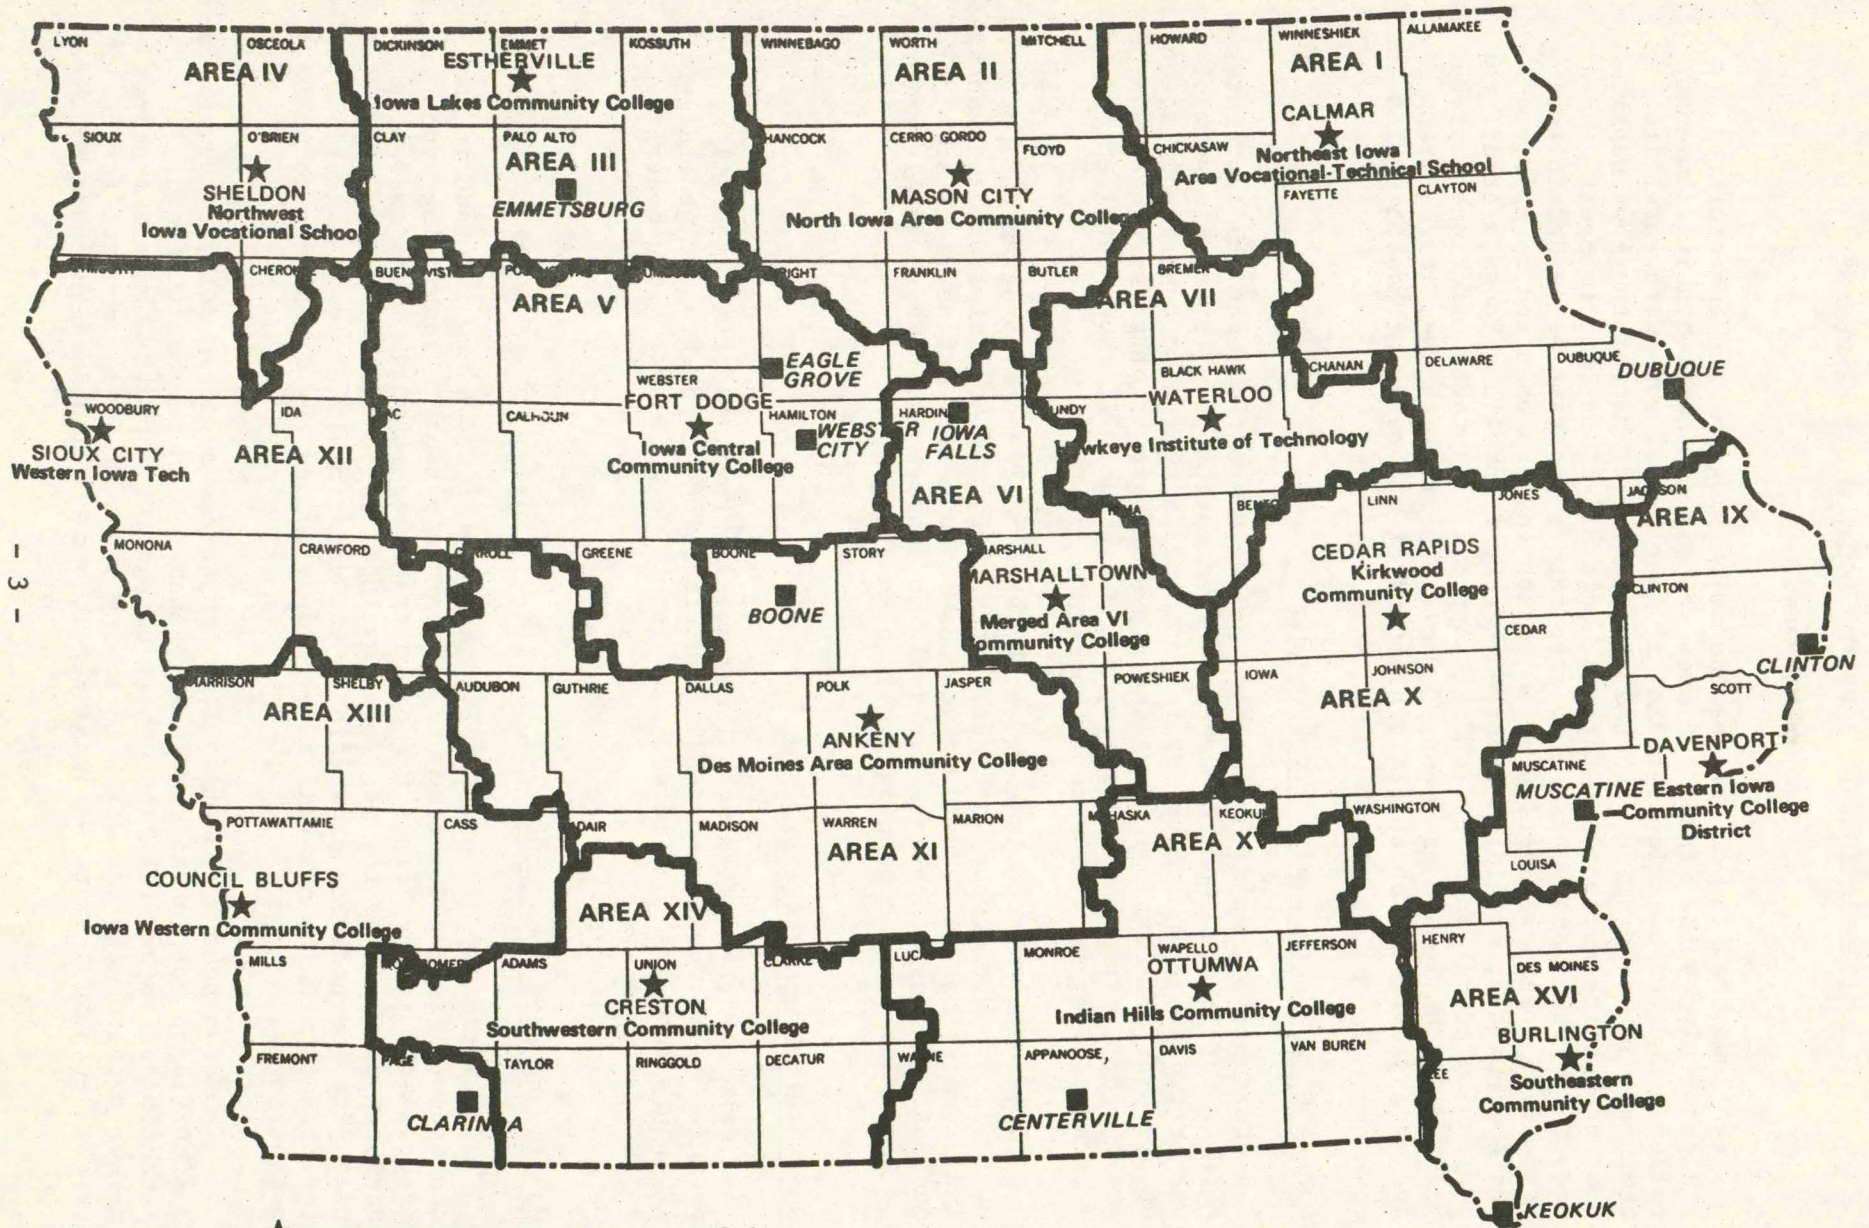 LYON
OSCEOLA
DICKINSON
EMMET
KOSSUTH
WINNEBAGO
WORTH
MITCHELL
HOWARD
WINNESHIEK
ALLAMAKEE
AREA IV
ESTHERVILLE
Iowa Lakes Community College
AREA II
AREA I
CALMAR
Northeast Iowa
Area Vocational-Technical School
SIOUX
O'BRIEN
CLAY
PALO ALTO
HANCOCK
CERRO GORDO
FLOYD
CHICKASAW
FAYETTE
CLAYTON
AREA III
EMMETSBURG
SHELDON
Northwest
Iowa Vocational School
MASON CITY
North Iowa Area Community College
FRANKLIN
BUTLER
BREMER
AREA V
AREA VII
EAGLE
GROVE
WEBSTER
BLACK HAWK
DELAWARE
DUBUQUE
DUBUQUE
WOODBURY
IDA
CALHOUN
FORT DODGE
Iowa Central
Community College
HAMILTON
WEBSTER
CITY
HARDIN
IOWA
FALLS
WATERLOO
Hawkeye Institute of Technology
SIOUX CITY
Western Iowa Tech
AREA XII
AREA VI
LINN
JONES
JACKSON
AREA IX
MONONA
CRAWFORD
GREENE
BOONE
STORY
MARSHALL
MARSHALLTOWN
Merged Area VI
Community College
BOONE
CEDAR RAPIDS
Kirkwood
Community College
CLINTON
CEDAR
CLINTON
- 3 -
HARRISON
SHELBY
AUDUBON
GUTHRIE
DALLAS
POLK
JASPER
POWESHIEK
IOWA
JOHNSON
SCOTT
AREA XIII
AREA X
ANKENY
Des Moines Area Community College
DAVENPORT
Eastern Iowa
Community College
District
MUSCATINE
MUSCATINE
POTTAWATTAMIE
CASS
ADAIR
MADISON
WARREN
MARION
MAHASKA
KEOKUK
WASHINGTON
LOUISA
AREA XI
AREA XV
COUNCIL BLUFFS
Iowa Western Community College
AREA XIV
MILLS
ADAMS
UNION
CLARKE
MONROE
WAPELLO
JEFFERSON
HENRY
DES MOINES
CRESTON
Southwestern Community College
OTTUMWA
Indian Hills Community College
AREA XVI
BURLINGTON
Southeastern
Community College
FREMONT
PAGE
TAYLOR
RINGGOLD
DECATUR
WAYNE
APPANOOSE,
DAVIS
VAN BUREN
LEE
CLARINDA
CENTERVILLE
KEOKUK